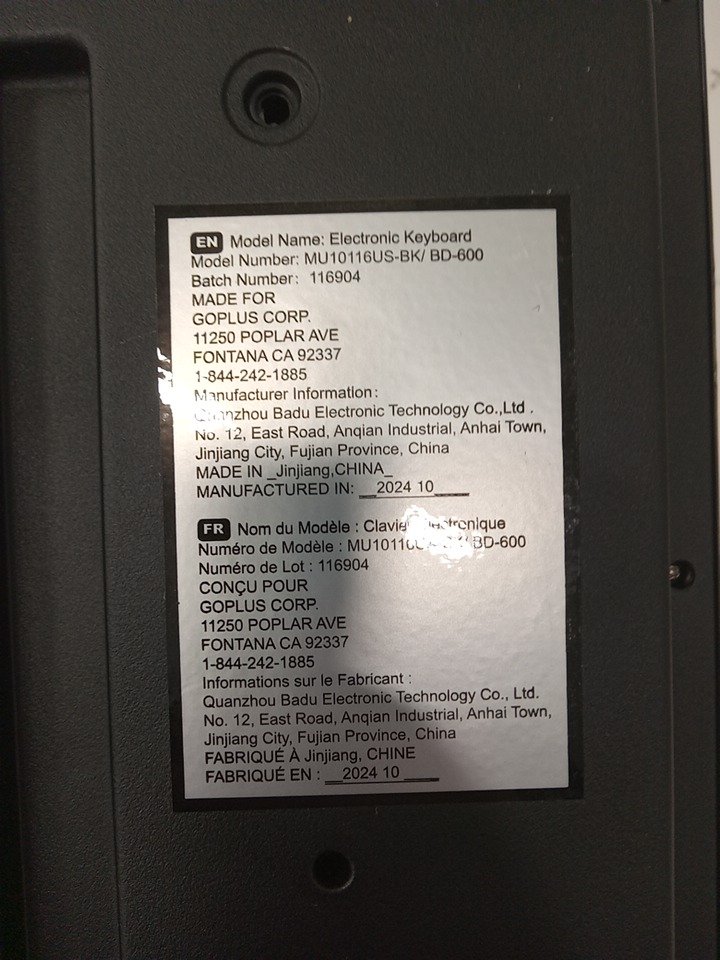 EN Model Name: Electronic Keyboard
Model Number: MU10116US-BK/ BD-600
Batch Number: 116904
MADE FOR
GOPLUS CORP.
11250 POPLAR AVE
FONTANA CA 92337
1-844-242-1885
Manufacturer Information:
Quanzhou Badu Electronic Technology Co.,Ltd .
No. 12, East Road, Anqian Industrial, Anhai Town,
Jinjiang City, Fujian Province, China
MADE IN _Jinjiang,CHINA_
MANUFACTURED IN: __2024 10____
FR Nom du Modèle : Clavier électronique
Numéro de Modèle : BD-600
Numéro de Lot : 116904
CONÇU POUR
GOPLUS CORP.
11250 POPLAR AVE
FONTANA CA 92337
1-844-242-1885
Informations sur le Fabricant :
Quanzhou Badu Electronic Technology Co., Ltd.
No. 12, East Road, Anqian Industrial, Anhai Town,
Jinjiang City, Fujian Province, China
FABRIQUÉ À Jinjiang, CHINE
FABRIQUÉ EN : __2024 10____